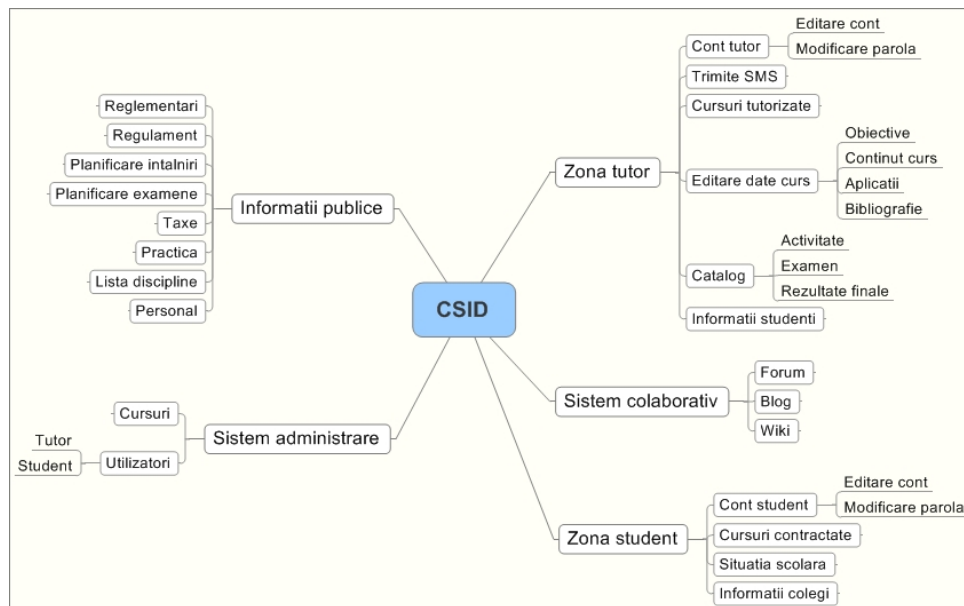 CSID
Informatii publice
Reglementari
Regulament
Planificare intalniri
Planificare examene
Taxe
Practica
Lista discipline
Personal
Sistem administrare
Cursuri
Utilizatori
Tutor
Student
Zona tutor
Cont tutor
Editare cont
Modificare parola
Trimite SMS
Cursuri tutorizate
Editare date curs
Obiective
Continut curs
Aplicatii
Bibliografie
Catalog
Activitate
Examen
Rezultate finale
Informatii studenti
Sistem colaborativ
Forum
Blog
Wiki
Zona student
Cont student
Editare cont
Modificare parola
Cursuri contractate
Situatia scolara
Informatii colegi